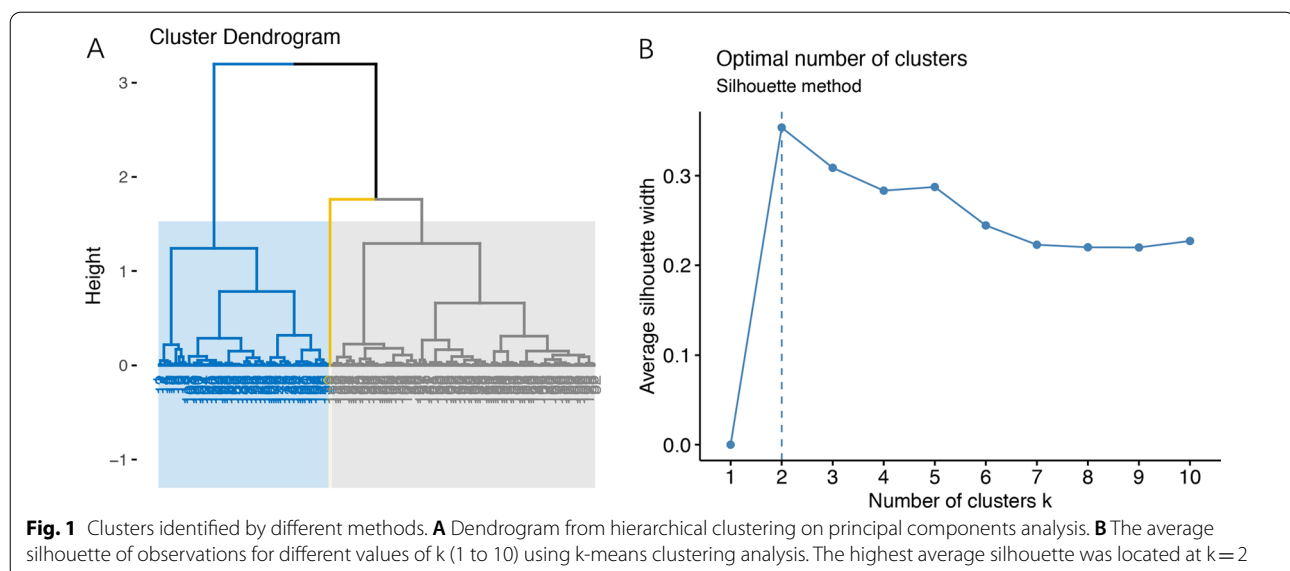 A
Cluster Dendrogram
Height
3
2
1
0
−1
B
Optimal number of clusters
Silhouette method
Average silhouette width
0.3
0.2
0.1
0.0
1 2 3 4 5 6 7 8 9 10
Number of clusters k
Fig. 1 Clusters identified by different methods. A Dendrogram from hierarchical clustering on principal components analysis. B The average
silhouette of observations for different values of k (1 to 10) using k-means clustering analysis. The highest average silhouette was located at k = 2